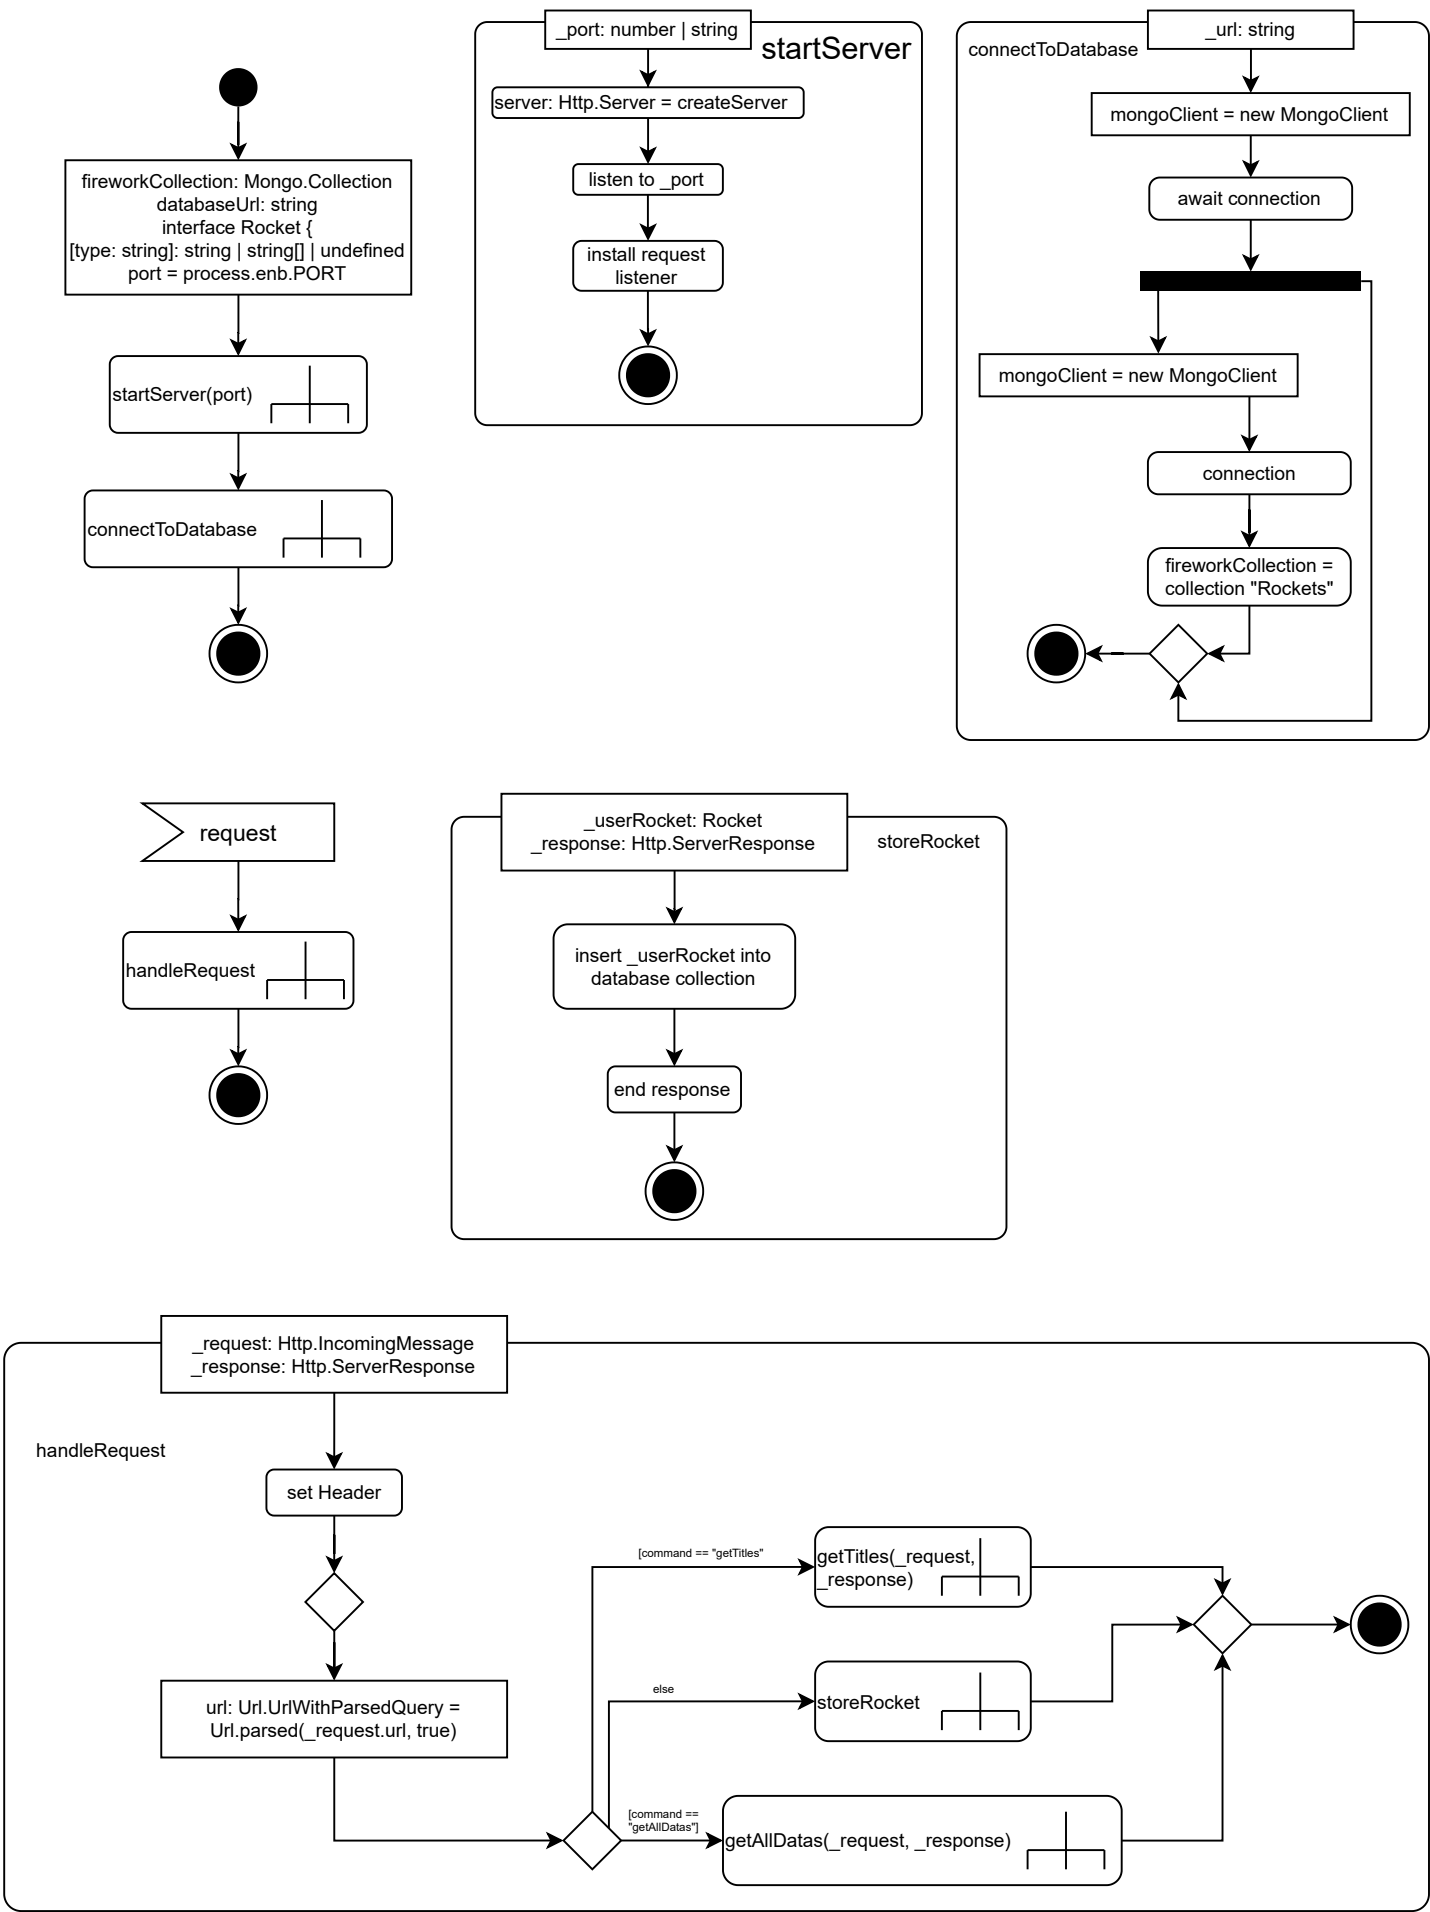 fireworkCollection: Mongo.Collection
databaseUrl: string
interface Rocket {
[type: string]: string | string[] | undefined
port = process.enb.PORT
startServer(port)
connectToDatabase
_port: number | string
startServer
server: Http.Server = createServer
listen to _port
install request
listener
_url: string
connectToDatabase
mongoClient = new MongoClient
await connection
mongoClient = new MongoClient
connection
fireworkCollection =
collection "Rockets"
request
handleRequest
_userRocket: Rocket
_response: Http.ServerResponse
storeRocket
insert _userRocket into
database collection
end response
_request: Http.IncomingMessage
_response: Http.ServerResponse
handleRequest
set Header
url: Url.UrlWithParsedQuery =
Url.parsed(_request.url, true)
[command == "getTitles"
getTitles(_request,
_response)
else
storeRocket
[command ==
"getAllDatas"]
getAllDatas(_request, _response)